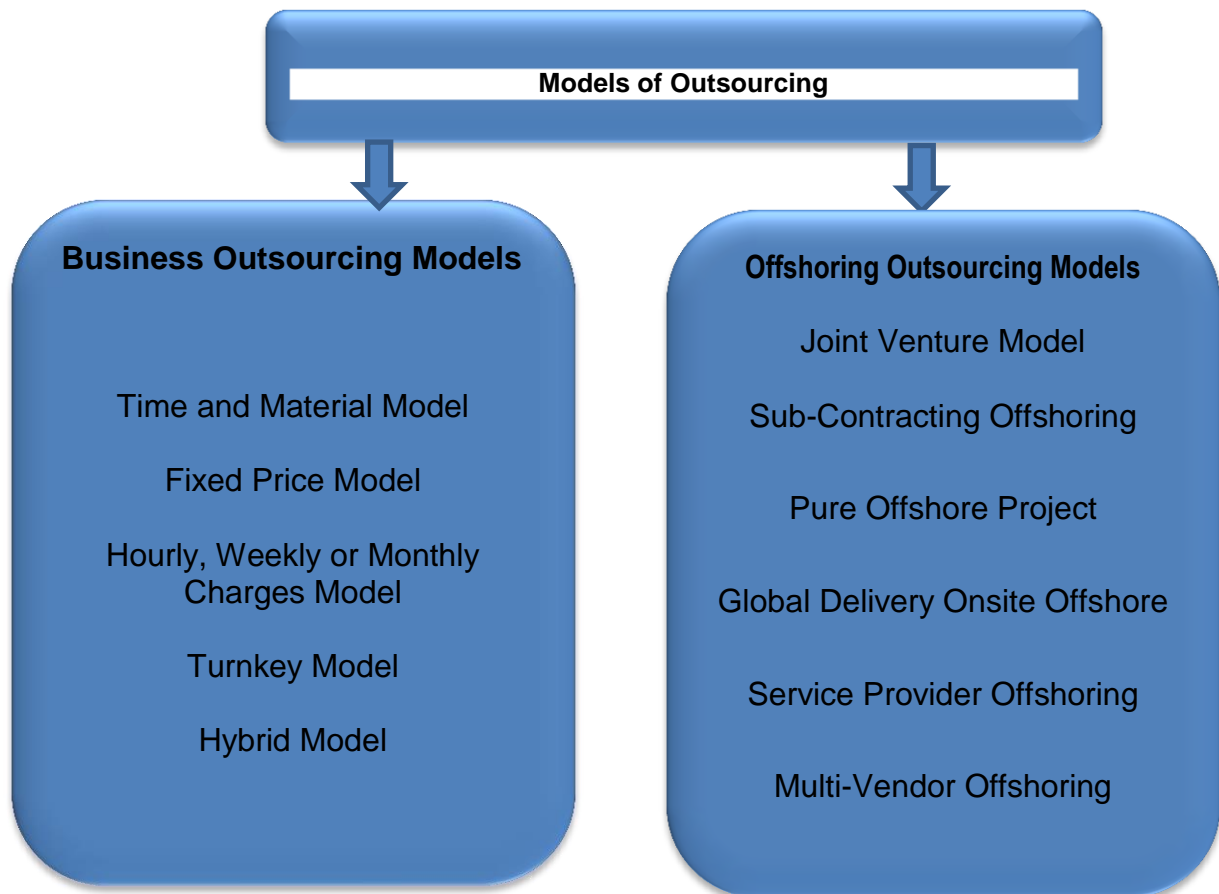 Models of Outsourcing
Business Outsourcing Models
Time and Material Model
Fixed Price Model
Hourly, Weekly or Monthly
Charges Model
Turnkey Model
Hybrid Model
Offshoring Outsourcing Models
Joint Venture Model
Sub-Contracting Offshoring
Pure Offshore Project
Global Delivery Onsite Offshore
Service Provider Offshoring
Multi-Vendor Offshoring